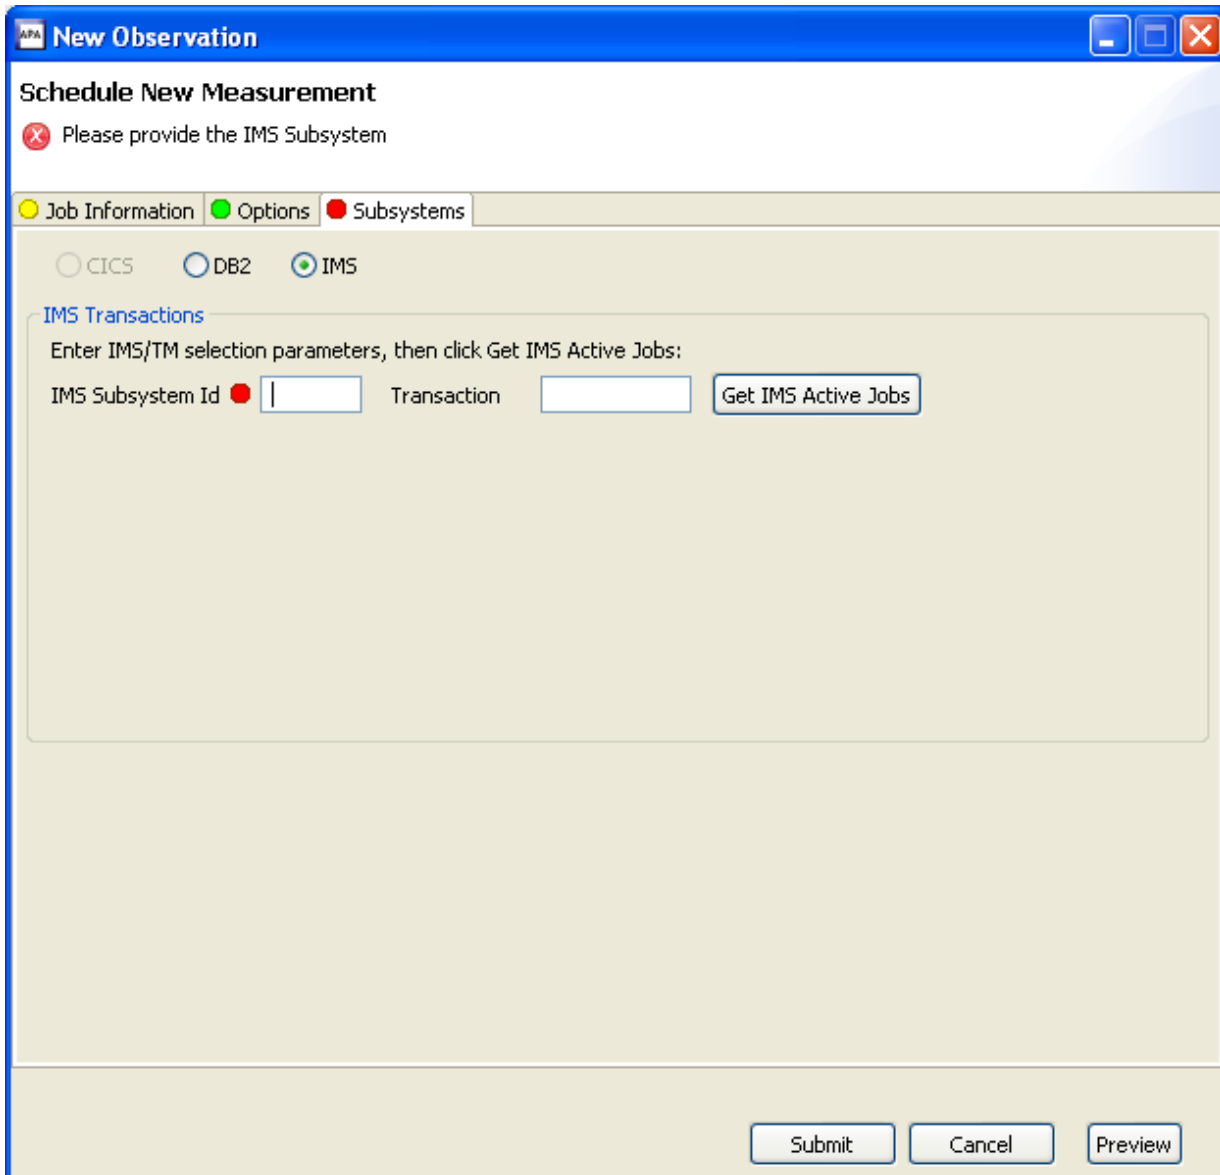 APA New Observation
Schedule New Measurement
Please provide the IMS Subsystem
Job Information Options Subsystems
CICS DB2 IMS
IMS Transactions
Enter IMS/TM selection parameters, then click Get IMS Active Jobs:
IMS Subsystem Id Transaction Get IMS Active Jobs
Submit Cancel Preview